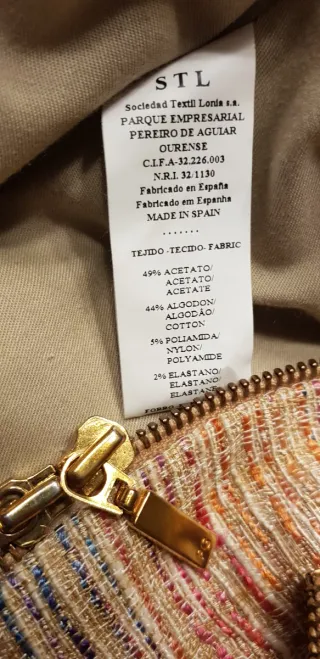 STL
Sociedad Textil Lonia s.a.
PARQUE EMPRESARIAL
PEREIRO DE AGUIAR
OURENSE
C.I.F.A-32.226.003
N.R.I. 32/1130
Fabricado en España
Fabricado em Espanha
MADE IN SPAIN
.......
TEJIDO -TECIDO- FABRIC
49% ACETATO/
ACETATO/
ACETATE
44% ALGODON/
ALGODÃO/
COTTON
5% POLIAMIDA/
NYLON/
POLYAMIDE
2% ELASTANO/
ELASTANO/
ELASTANE
FORRO